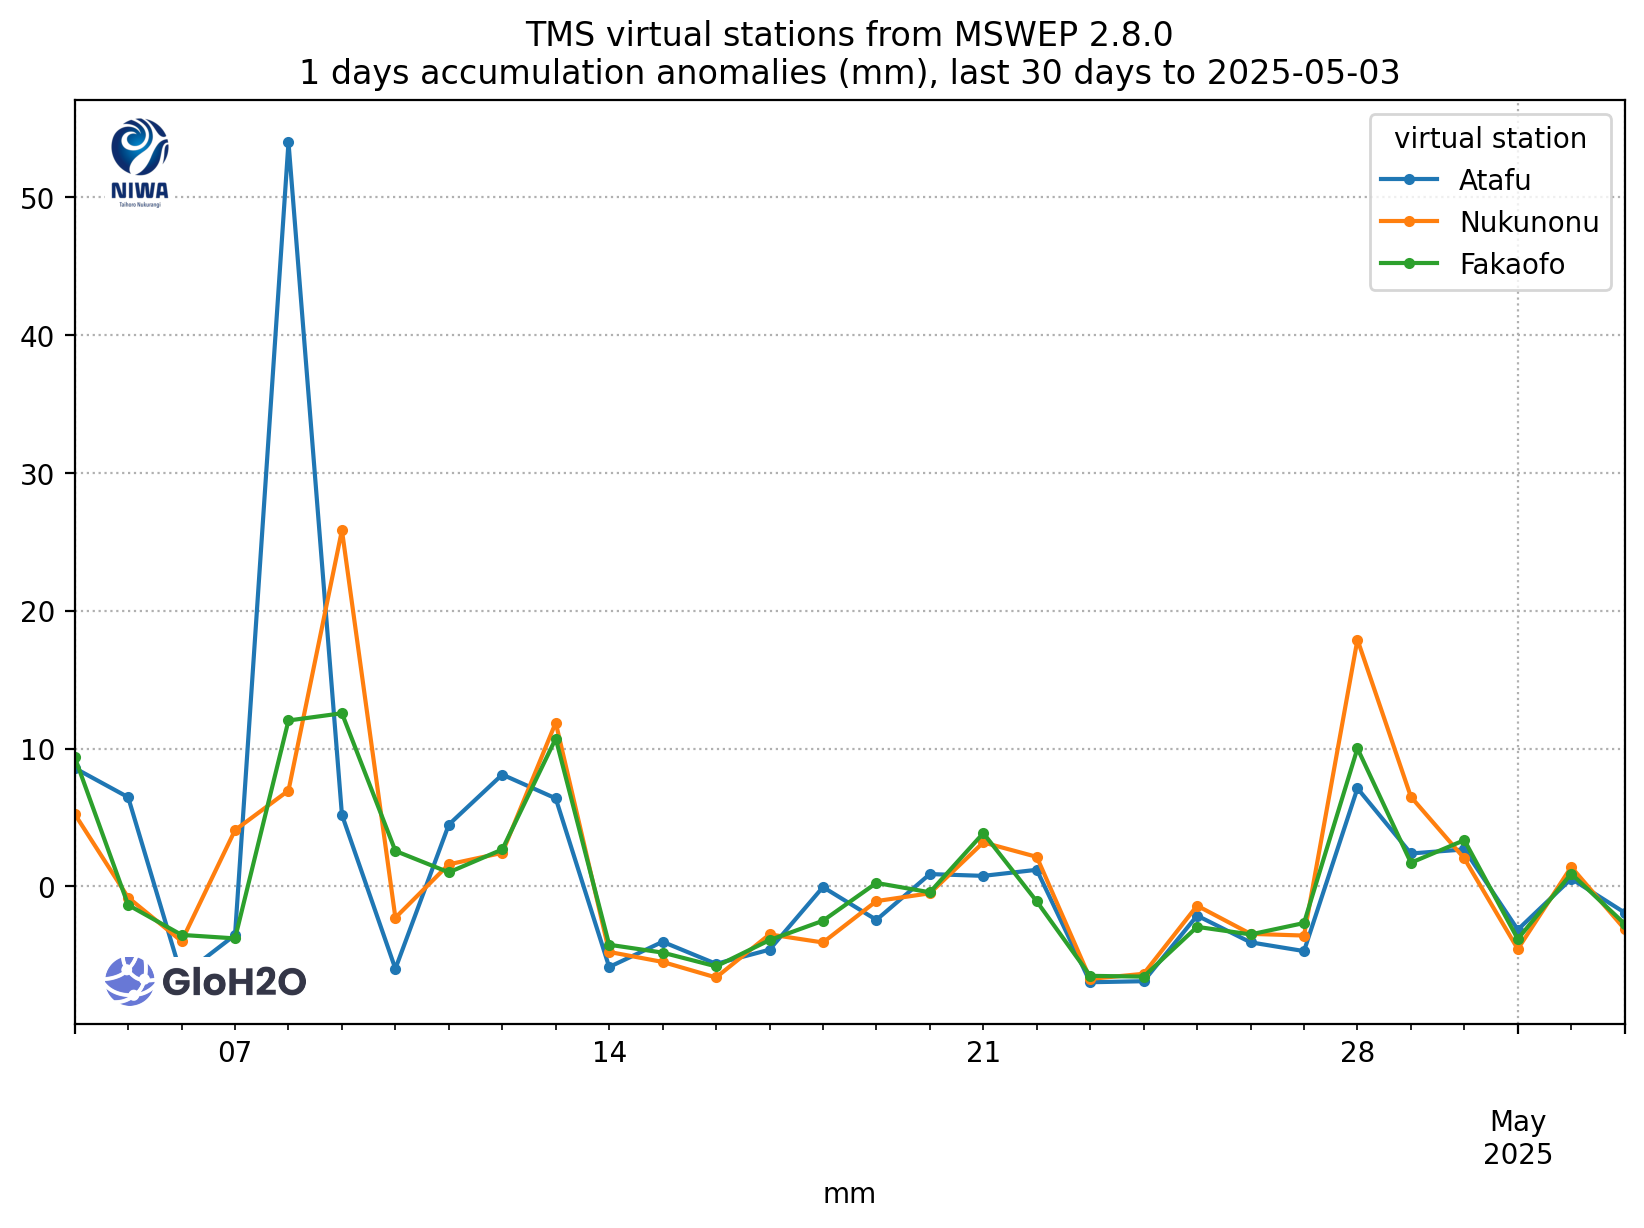 TMS virtual stations from MSWEP 2.8.0
1 days accumulation anomalies (mm), last 30 days to 2025-05-03
NIWA
Taihoro Nukurangi
virtual station
Atafu
Nukunonu
Fakaofo
50
40
30
20
10
0
GloH2O
07
14
21
28
May
2025
mm